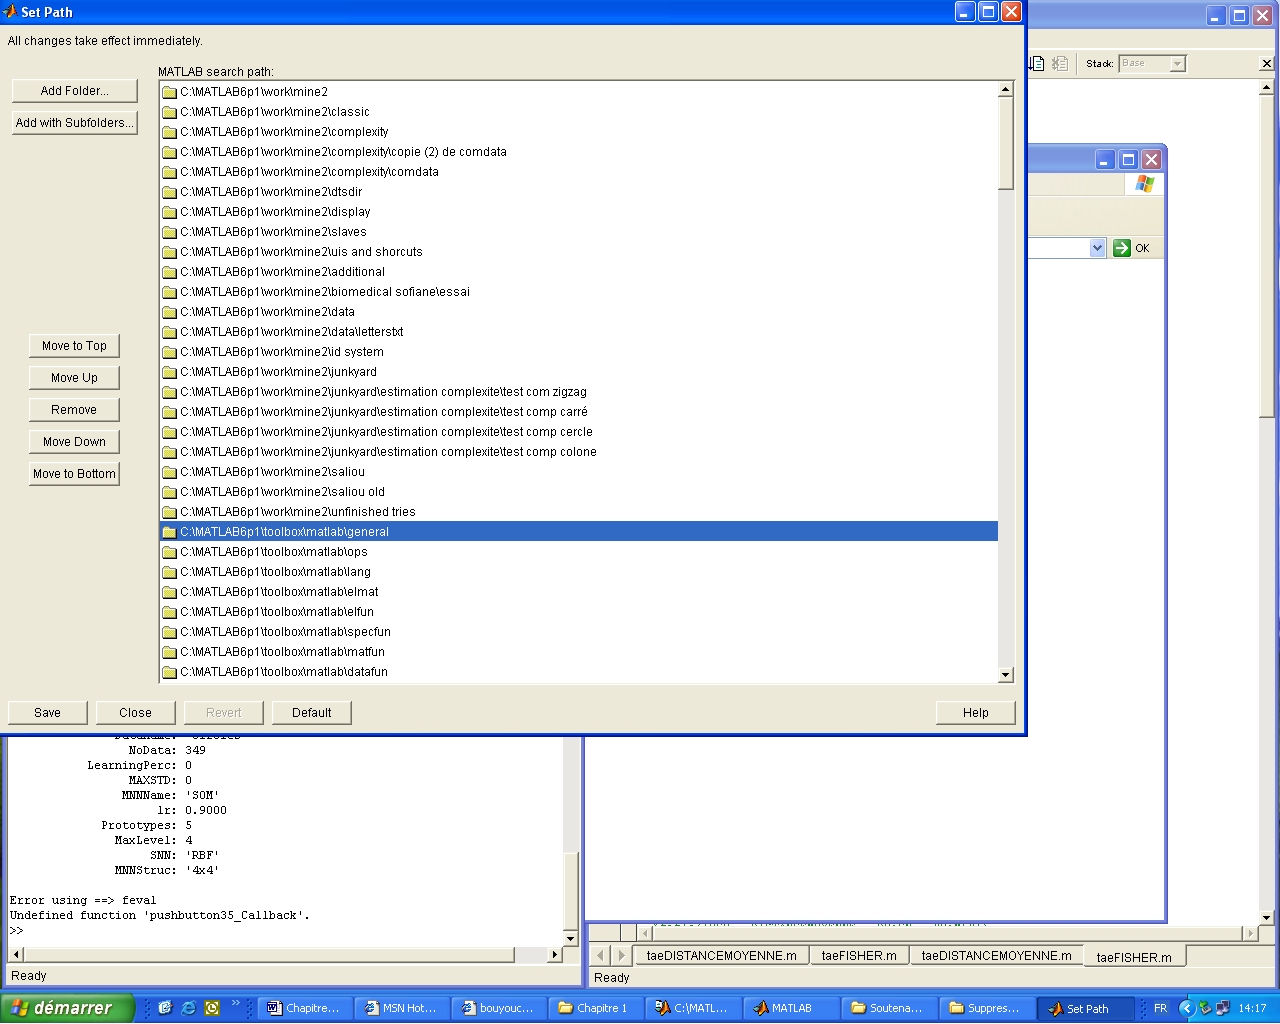 Set Path
All changes take effect immediately.
MATLAB search path:
Add Folder...
Add with Subfolders...
Move to Top
Move Up
Remove
Move Down
Move to Bottom
C:\MATLAB6p1\work\mine2
C:\MATLAB6p1\work\mine2\classic
C:\MATLAB6p1\work\mine2\complexity
C:\MATLAB6p1\work\mine2\complexity\copie (2) de comdata
C:\MATLAB6p1\work\mine2\complexity\comdata
C:\MATLAB6p1\work\mine2\dtsdir
C:\MATLAB6p1\work\mine2\display
C:\MATLAB6p1\work\mine2\slaves
C:\MATLAB6p1\work\mine2\uis and shorcuts
C:\MATLAB6p1\work\mine2\additional
C:\MATLAB6p1\work\mine2\biomedical sofiane\essai
C:\MATLAB6p1\work\mine2\data
C:\MATLAB6p1\work\mine2\data\letterstxt
C:\MATLAB6p1\work\mine2\id system
C:\MATLAB6p1\work\mine2\junkyard
C:\MATLAB6p1\work\mine2\junkyard\estimation complexite\test com zigzag
C:\MATLAB6p1\work\mine2\junkyard\estimation complexite\test comp carré
C:\MATLAB6p1\work\mine2\junkyard\estimation complexite\test comp cercle
C:\MATLAB6p1\work\mine2\junkyard\estimation complexite\test comp colone
C:\MATLAB6p1\work\mine2\saliou
C:\MATLAB6p1\work\mine2\saliou old
C:\MATLAB6p1\work\mine2\unfinished tries
C:\MATLAB6p1\toolbox\matlab\general
C:\MATLAB6p1\toolbox\matlab\ops
C:\MATLAB6p1\toolbox\matlab\lang
C:\MATLAB6p1\toolbox\matlab\elmat
C:\MATLAB6p1\toolbox\matlab\elfun
C:\MATLAB6p1\toolbox\matlab\specfun
C:\MATLAB6p1\toolbox\matlab\matfun
C:\MATLAB6p1\toolbox\matlab\datafun
Save Close Revert Default Help
Stack: Base
OK
NoData: 349
LearningPerc: 0
MAXSTD: 0
MNNName: 'SOM'
lr: 0.9000
Prototypes: 5
MaxLevel: 4
SNN: 'RBF'
MNNStruc: '4x4'
Error using ==> feval
Undefined function 'pushbutton35_Callback'.
>>
Ready
taeDISTANCEMOYENNE.m taeFISHER.m taeDISTANCEMOYENNE.m taeFISHER.m
Ready
démarrer » Chapitre... MSN Hot... bouyouc... Chapitre 1 C:\MATL... MATLAB Soutena... Suppres... Set Path FR 14:17